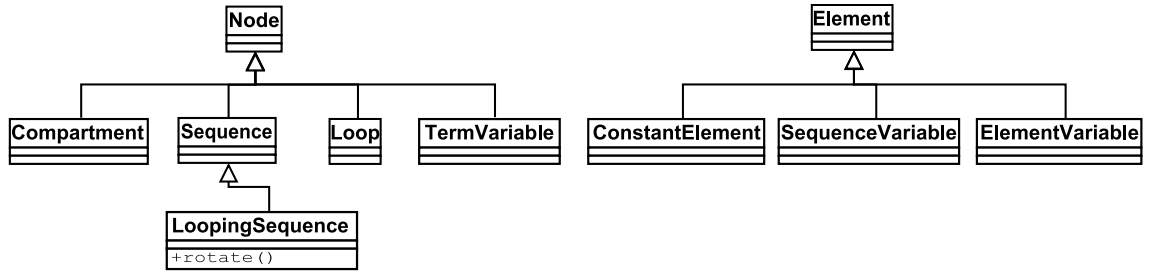 Node
Element
Compartment
Sequence
Loop
TermVariable
ConstantElement
SequenceVariable
ElementVariable
LoopingSequence
+rotate()